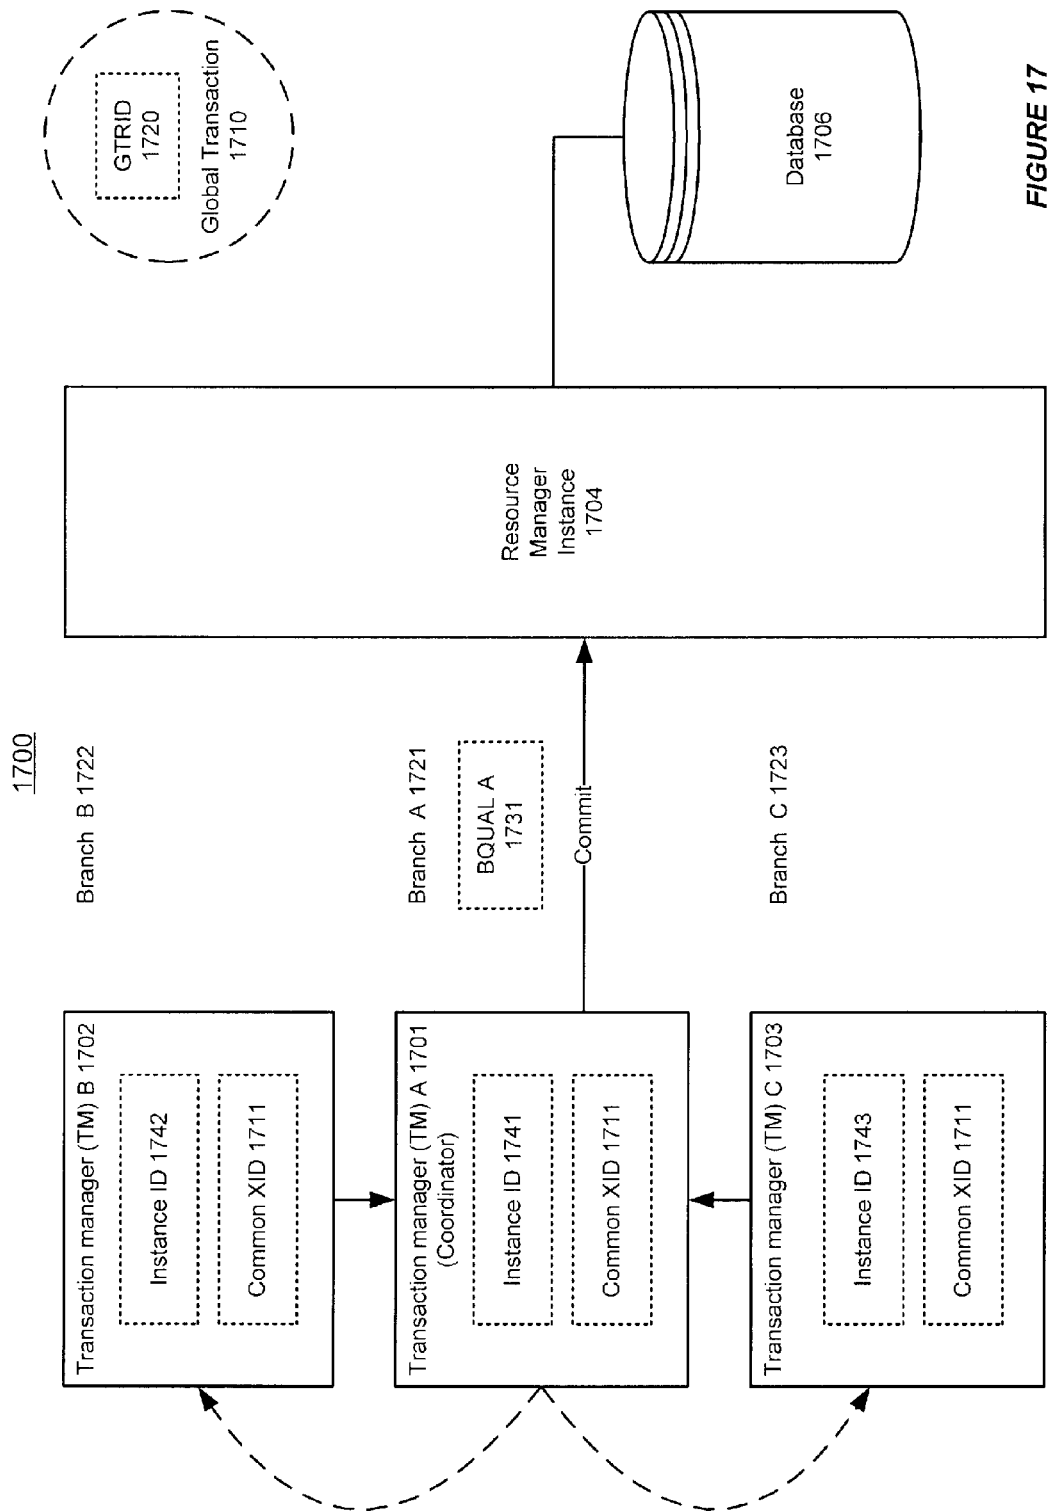 1700
Transaction manager (TM) B 1702
Instance ID 1742
Common XID 1711
Branch B 1722
Transaction manager (TM) A 1701
(Coordinator)
Instance ID 1741
Common XID 1711
Branch A 1721
BQUAL A
1731
Commit
Transaction manager (TM) C 1703
Instance ID 1743
Common XID 1711
Branch C 1723
Resource
Manager
Instance
1704
GTRID
1720
Global Transaction
1710
Database
1706
FIGURE 17